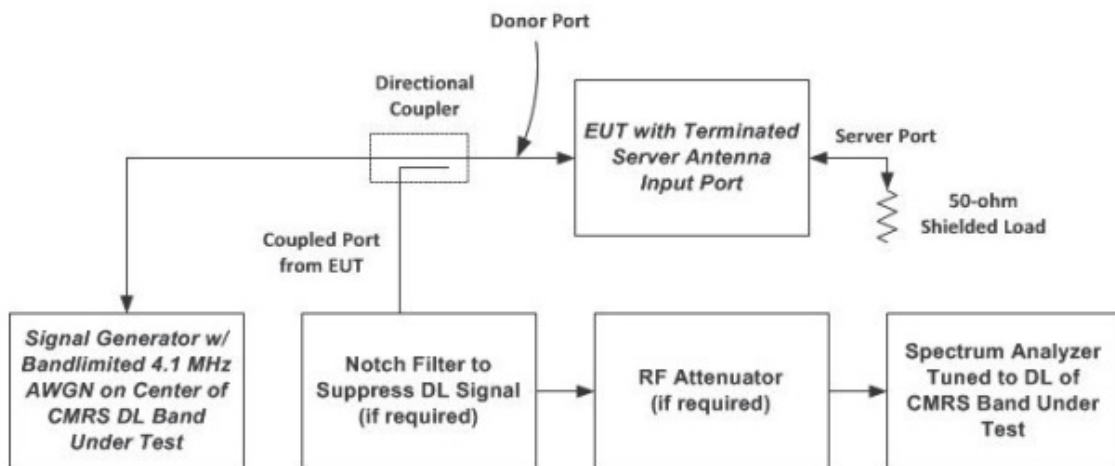 Donor Port
Directional
Coupler
EUT with Terminated
Server Antenna
Input Port
Server Port
50-ohm
Shielded Load
Coupled Port
from EUT
Signal Generator w/
Bandlimited 4.1 MHz
AWGN on Center of
CMRS DL Band
Under Test
Notch Filter to
Suppress DL Signal
(if required)
RF Attenuator
(if required)
Spectrum Analyzer
Tuned to DL of
CMRS Band Under
Test